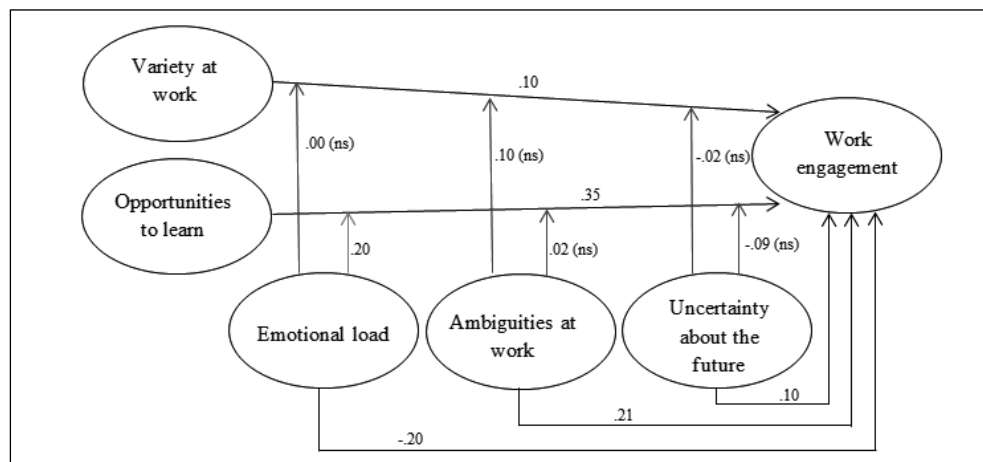 Variety at
work
.10
Work
engagement
.00 (ns)
.10 (ns)
-.02 (ns)
Opportunities
to learn
.35
.20
.02 (ns)
-.09 (ns)
Emotional load
Ambiguities at
work
Uncertainty
about the
future
.10
.21
-.20